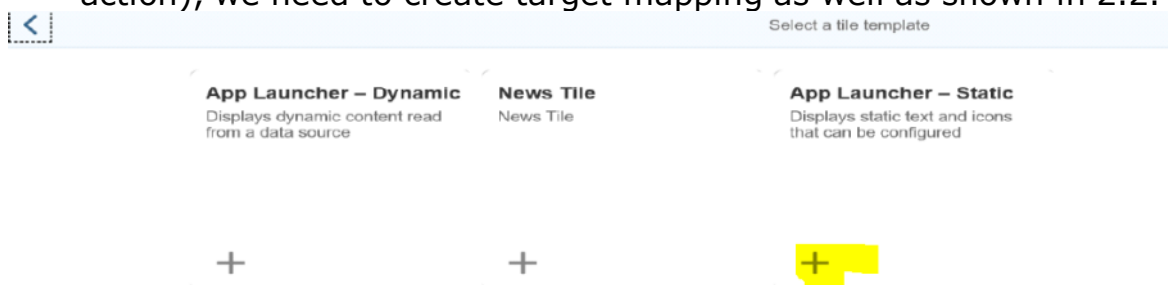 action), we need to create target mapping as well as shown in 2.2.
Select a tile template
App Launcher – Dynamic
Displays dynamic content read
from a data source
News Tile
News Tile
App Launcher – Static
Displays static text and icons
that can be configured